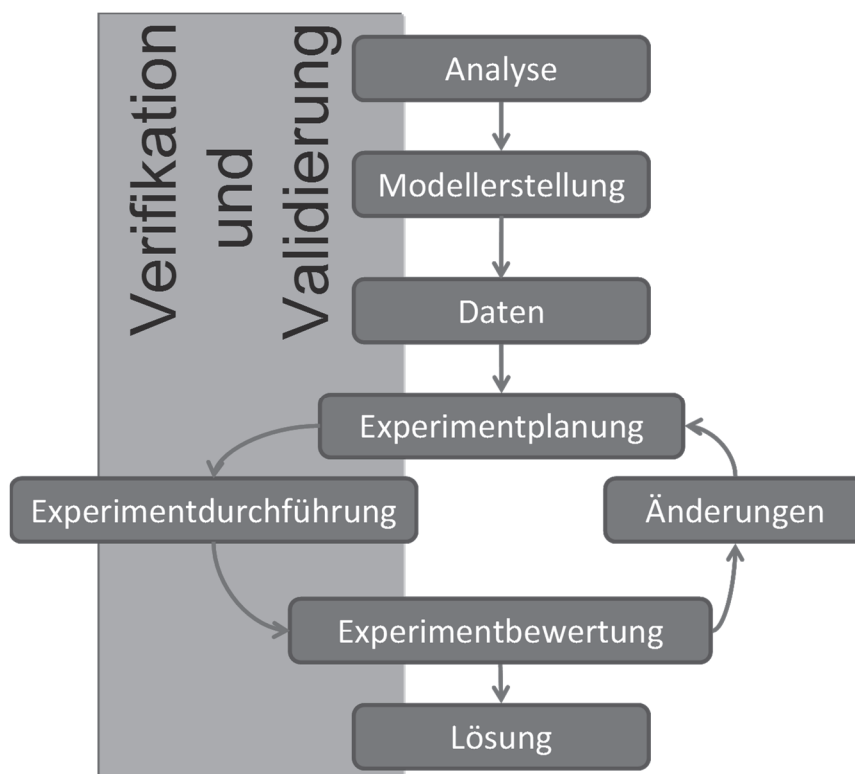 Verifikation
und
Validierung
Analyse
Modellerstellung
Daten
Experimentplanung
Experimentdurchführung
Änderungen
Experimentbewertung
Lösung